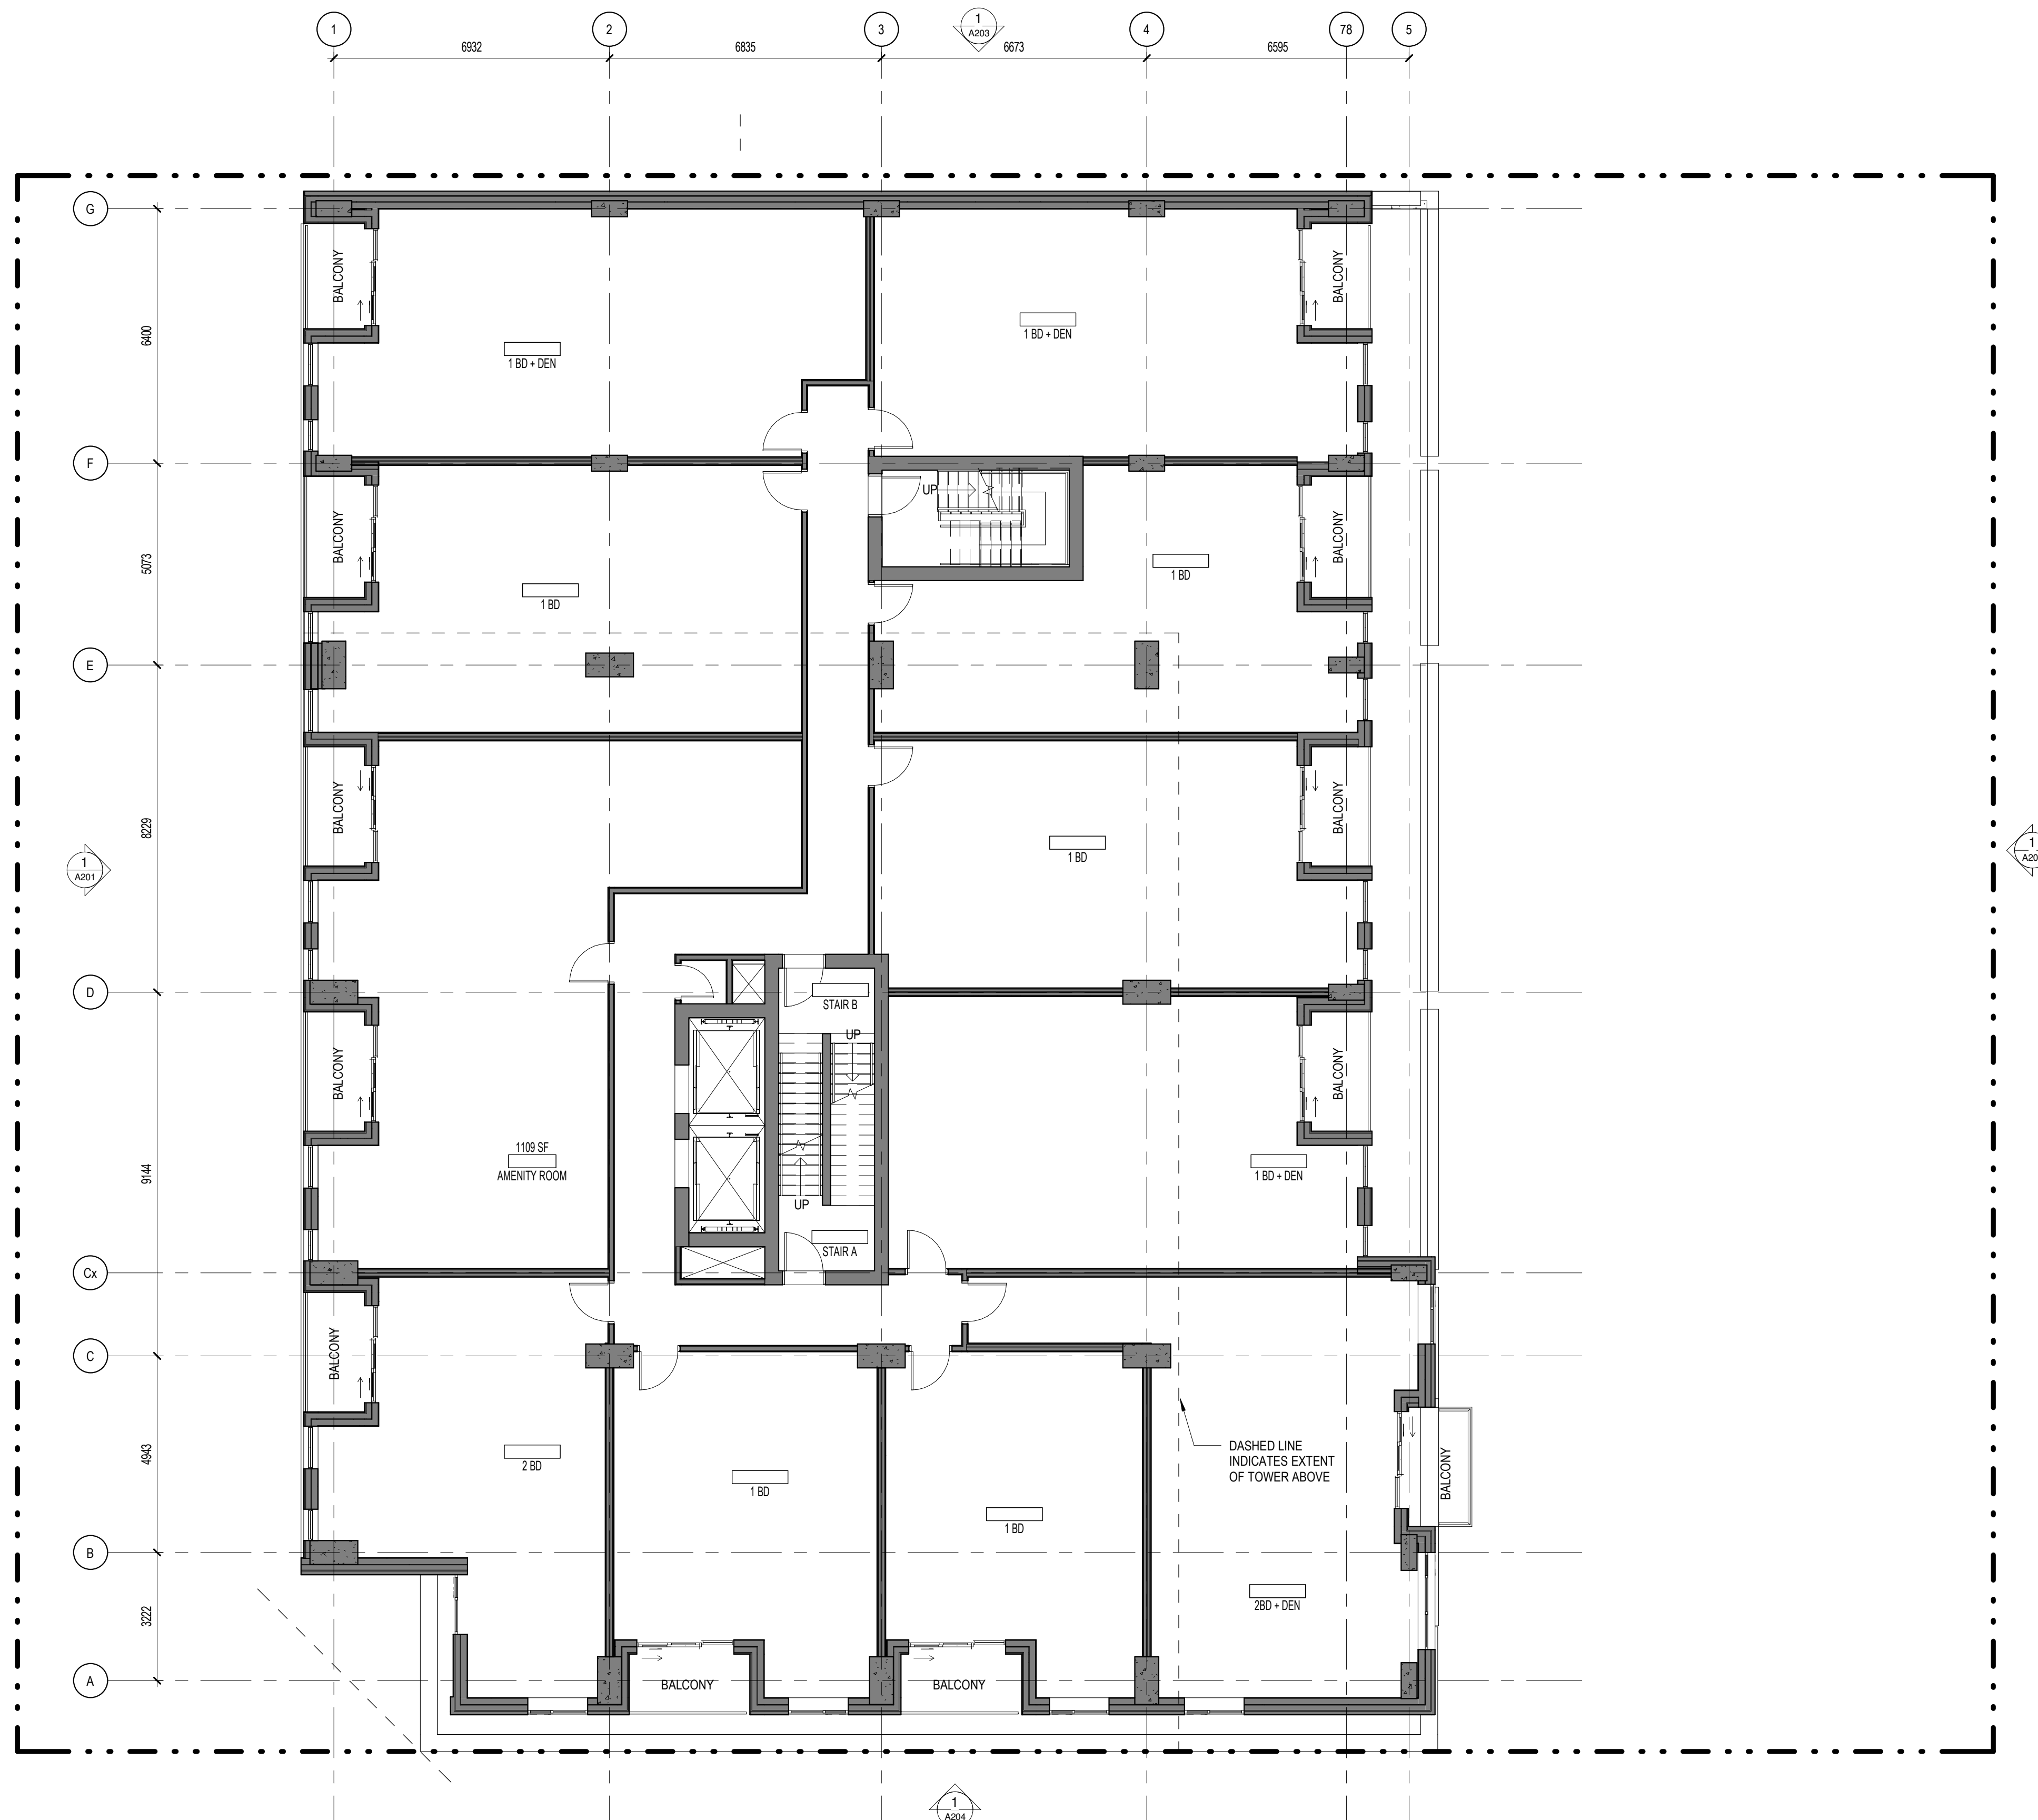 1
2
3
1
A203
4
78
5
6932
6835
6673
6595
G
BALCONY
BALCONY
6400
1 BD + DEN
1 BD + DEN
F
UP
BALCONY
BALCONY
5073
1 BD
1 BD
E
BALCONY
BALCONY
8229
1 BD
1
A201
1
D
STAIR B
UP
BALCONY
BALCONY
1109 SF
AMENITY ROOM
9144
1 BD + DEN
UP
STAIR A
Cx
BALCONY
C
4943
2 BD
1 BD
1 BD
DASHED LINE
INDICATES EXTENT
OF TOWER ABOVE
BALCONY
B
3222
2BD + DEN
A
BALCONY
BALCONY
1
A204